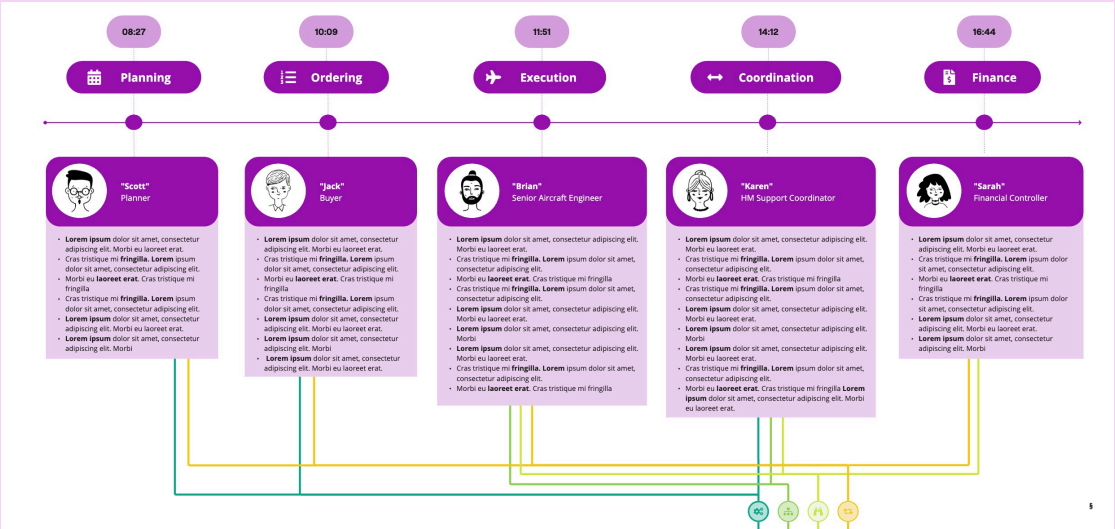 08:27
10:09
11:51
14:12
16:44
Planning
Ordering
Execution
Coordination
Finance
"Scott"
Planner
• Lorem ipsum dolor sit amet, consectetur
adipiscing elit. Morbi eu laoreet erat.
• Cras tristique mi fringilla. Lorem ipsum
dolor sit amet, consectetur adipiscing elit.
• Morbi eu laoreet erat. Cras tristique mi
fringilla
• Cras tristique mi fringilla. Lorem ipsum
dolor sit amet, consectetur adipiscing elit.
• Lorem ipsum dolor sit amet, consectetur
adipiscing elit. Morbi eu laoreet erat.
• Lorem ipsum dolor sit amet, consectetur
adipiscing elit. Morbi
"Jack"
Buyer
• Lorem ipsum dolor sit amet, consectetur
adipiscing elit. Morbi eu laoreet erat.
• Cras tristique mi fringilla. Lorem ipsum
dolor sit amet, consectetur adipiscing elit.
• Morbi eu laoreet erat. Cras tristique mi
fringilla
• Cras tristique mi fringilla. Lorem ipsum
dolor sit amet, consectetur adipiscing elit.
• Lorem ipsum dolor sit amet, consectetur
adipiscing elit. Morbi eu laoreet erat.
• Lorem ipsum dolor sit amet, consectetur
adipiscing elit. Morbi
• Lorem ipsum dolor sit amet, consectetur
adipiscing elit. Morbi eu laoreet erat.
"Brian"
Senior Aircraft Engineer
• Lorem ipsum dolor sit amet, consectetur adipiscing elit.
Morbi eu laoreet erat.
• Cras tristique mi fringilla. Lorem ipsum dolor sit amet,
consectetur adipiscing elit.
• Morbi eu laoreet erat. Cras tristique mi fringilla
• Cras tristique mi fringilla. Lorem ipsum dolor sit amet,
consectetur adipiscing elit.
• Lorem ipsum dolor sit amet, consectetur adipiscing elit.
Morbi eu laoreet erat.
• Lorem ipsum dolor sit amet, consectetur adipiscing elit.
Morbi
• Lorem ipsum dolor sit amet, consectetur adipiscing elit.
Morbi eu laoreet erat.
• Cras tristique mi fringilla. Lorem ipsum dolor sit amet,
consectetur adipiscing elit.
• Morbi eu laoreet erat. Cras tristique mi fringilla
"Karen"
HM Support Coordinator
• Lorem ipsum dolor sit amet, consectetur adipiscing elit.
Morbi eu laoreet erat.
• Cras tristique mi fringilla. Lorem ipsum dolor sit amet,
consectetur adipiscing elit.
• Morbi eu laoreet erat. Cras tristique mi fringilla
• Cras tristique mi fringilla. Lorem ipsum dolor sit amet,
consectetur adipiscing elit.
• Lorem ipsum dolor sit amet, consectetur adipiscing elit.
Morbi eu laoreet erat.
• Lorem ipsum dolor sit amet, consectetur adipiscing elit.
Morbi
• Lorem ipsum dolor sit amet, consectetur adipiscing elit.
Morbi eu laoreet erat.
• Cras tristique mi fringilla. Lorem ipsum dolor sit amet,
consectetur adipiscing elit.
• Morbi eu laoreet erat. Cras tristique mi fringilla Lorem
ipsum dolor sit amet, consectetur adipiscing elit. Morbi
eu laoreet erat.
"Sarah"
Financial Controller
• Lorem ipsum dolor sit amet, consectetur
adipiscing elit. Morbi eu laoreet erat.
• Cras tristique mi fringilla. Lorem ipsum dolor
sit amet, consectetur adipiscing elit.
• Morbi eu laoreet erat. Cras tristique mi
fringilla
• Cras tristique mi fringilla. Lorem ipsum dolor
sit amet, consectetur adipiscing elit.
• Lorem ipsum dolor sit amet, consectetur
adipiscing elit. Morbi eu laoreet erat.
• Lorem ipsum dolor sit amet, consectetur
adipiscing elit. Morbi